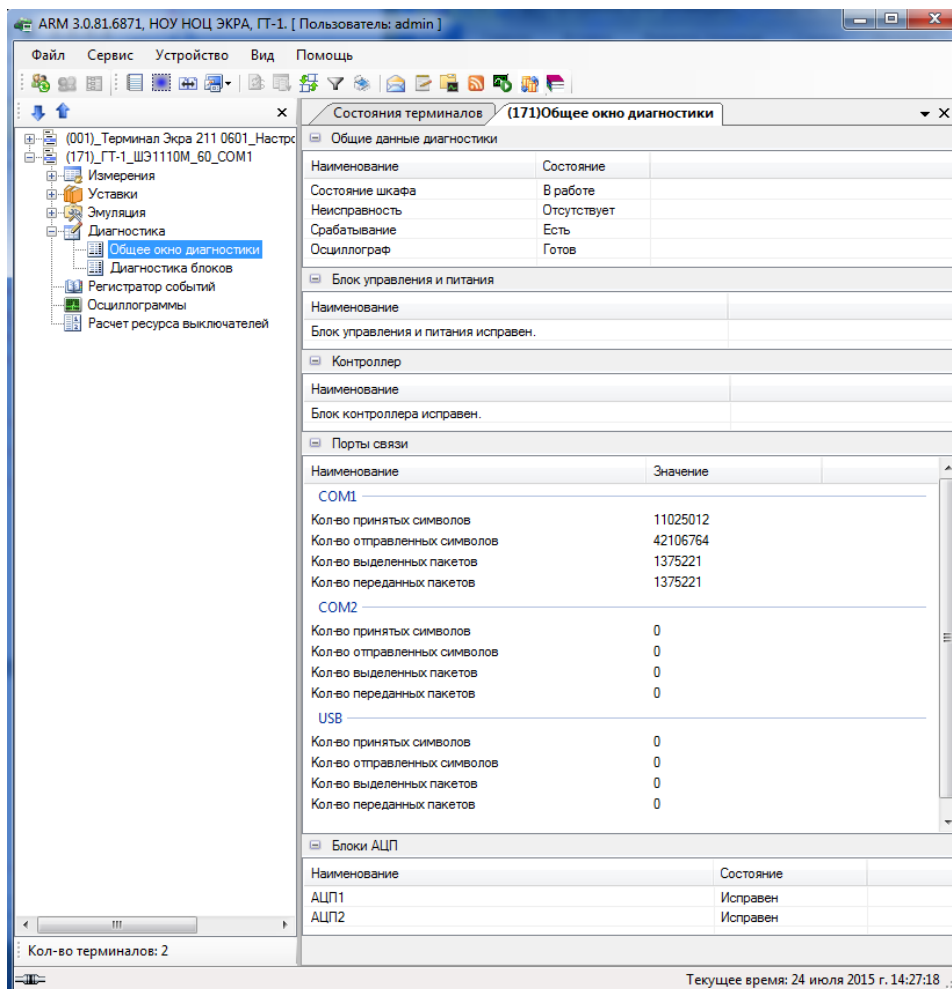 ARM 3.0.81.6871, НОУ НОЦ ЭКРА, ГТ-1. [ Пользователь: admin ]
Файл Сервис Устройство Вид Помощь
(001)_Терминал Экра 211 0601_Настро
(171)_ГТ-1_ШЭ1110М_60_COM1
Измерения
Уставки
Эмуляция
Диагностика
Общее окно диагностики
Диагностика блоков
Регистратор событий
Осциллограммы
Расчет ресурса выключателей
Кол-во терминалов: 2
Состояния терминалов (171)Общее окно диагностики
Общие данные диагностики
Наименование Состояние
Состояние шкафа В работе
Неисправность Отсутствует
Срабатывание Есть
Осциллограф Готов
Блок управления и питания
Наименование
Блок управления и питания исправен.
Контроллер
Наименование
Блок контроллера исправен.
Порты связи
Наименование Значение
COM1
Кол-во принятых символов 11025012
Кол-во отправленных символов 42106764
Кол-во выделенных пакетов 1375221
Кол-во переданных пакетов 1375221
COM2
Кол-во принятых символов 0
Кол-во отправленных символов 0
Кол-во выделенных пакетов 0
Кол-во переданных пакетов 0
USB
Кол-во принятых символов 0
Кол-во отправленных символов 0
Кол-во выделенных пакетов 0
Кол-во переданных пакетов 0
Блоки АЦП
Наименование Состояние
АЦП1 Исправен
АЦП2 Исправен
Текущее время: 24 июля 2015 г. 14:27:18